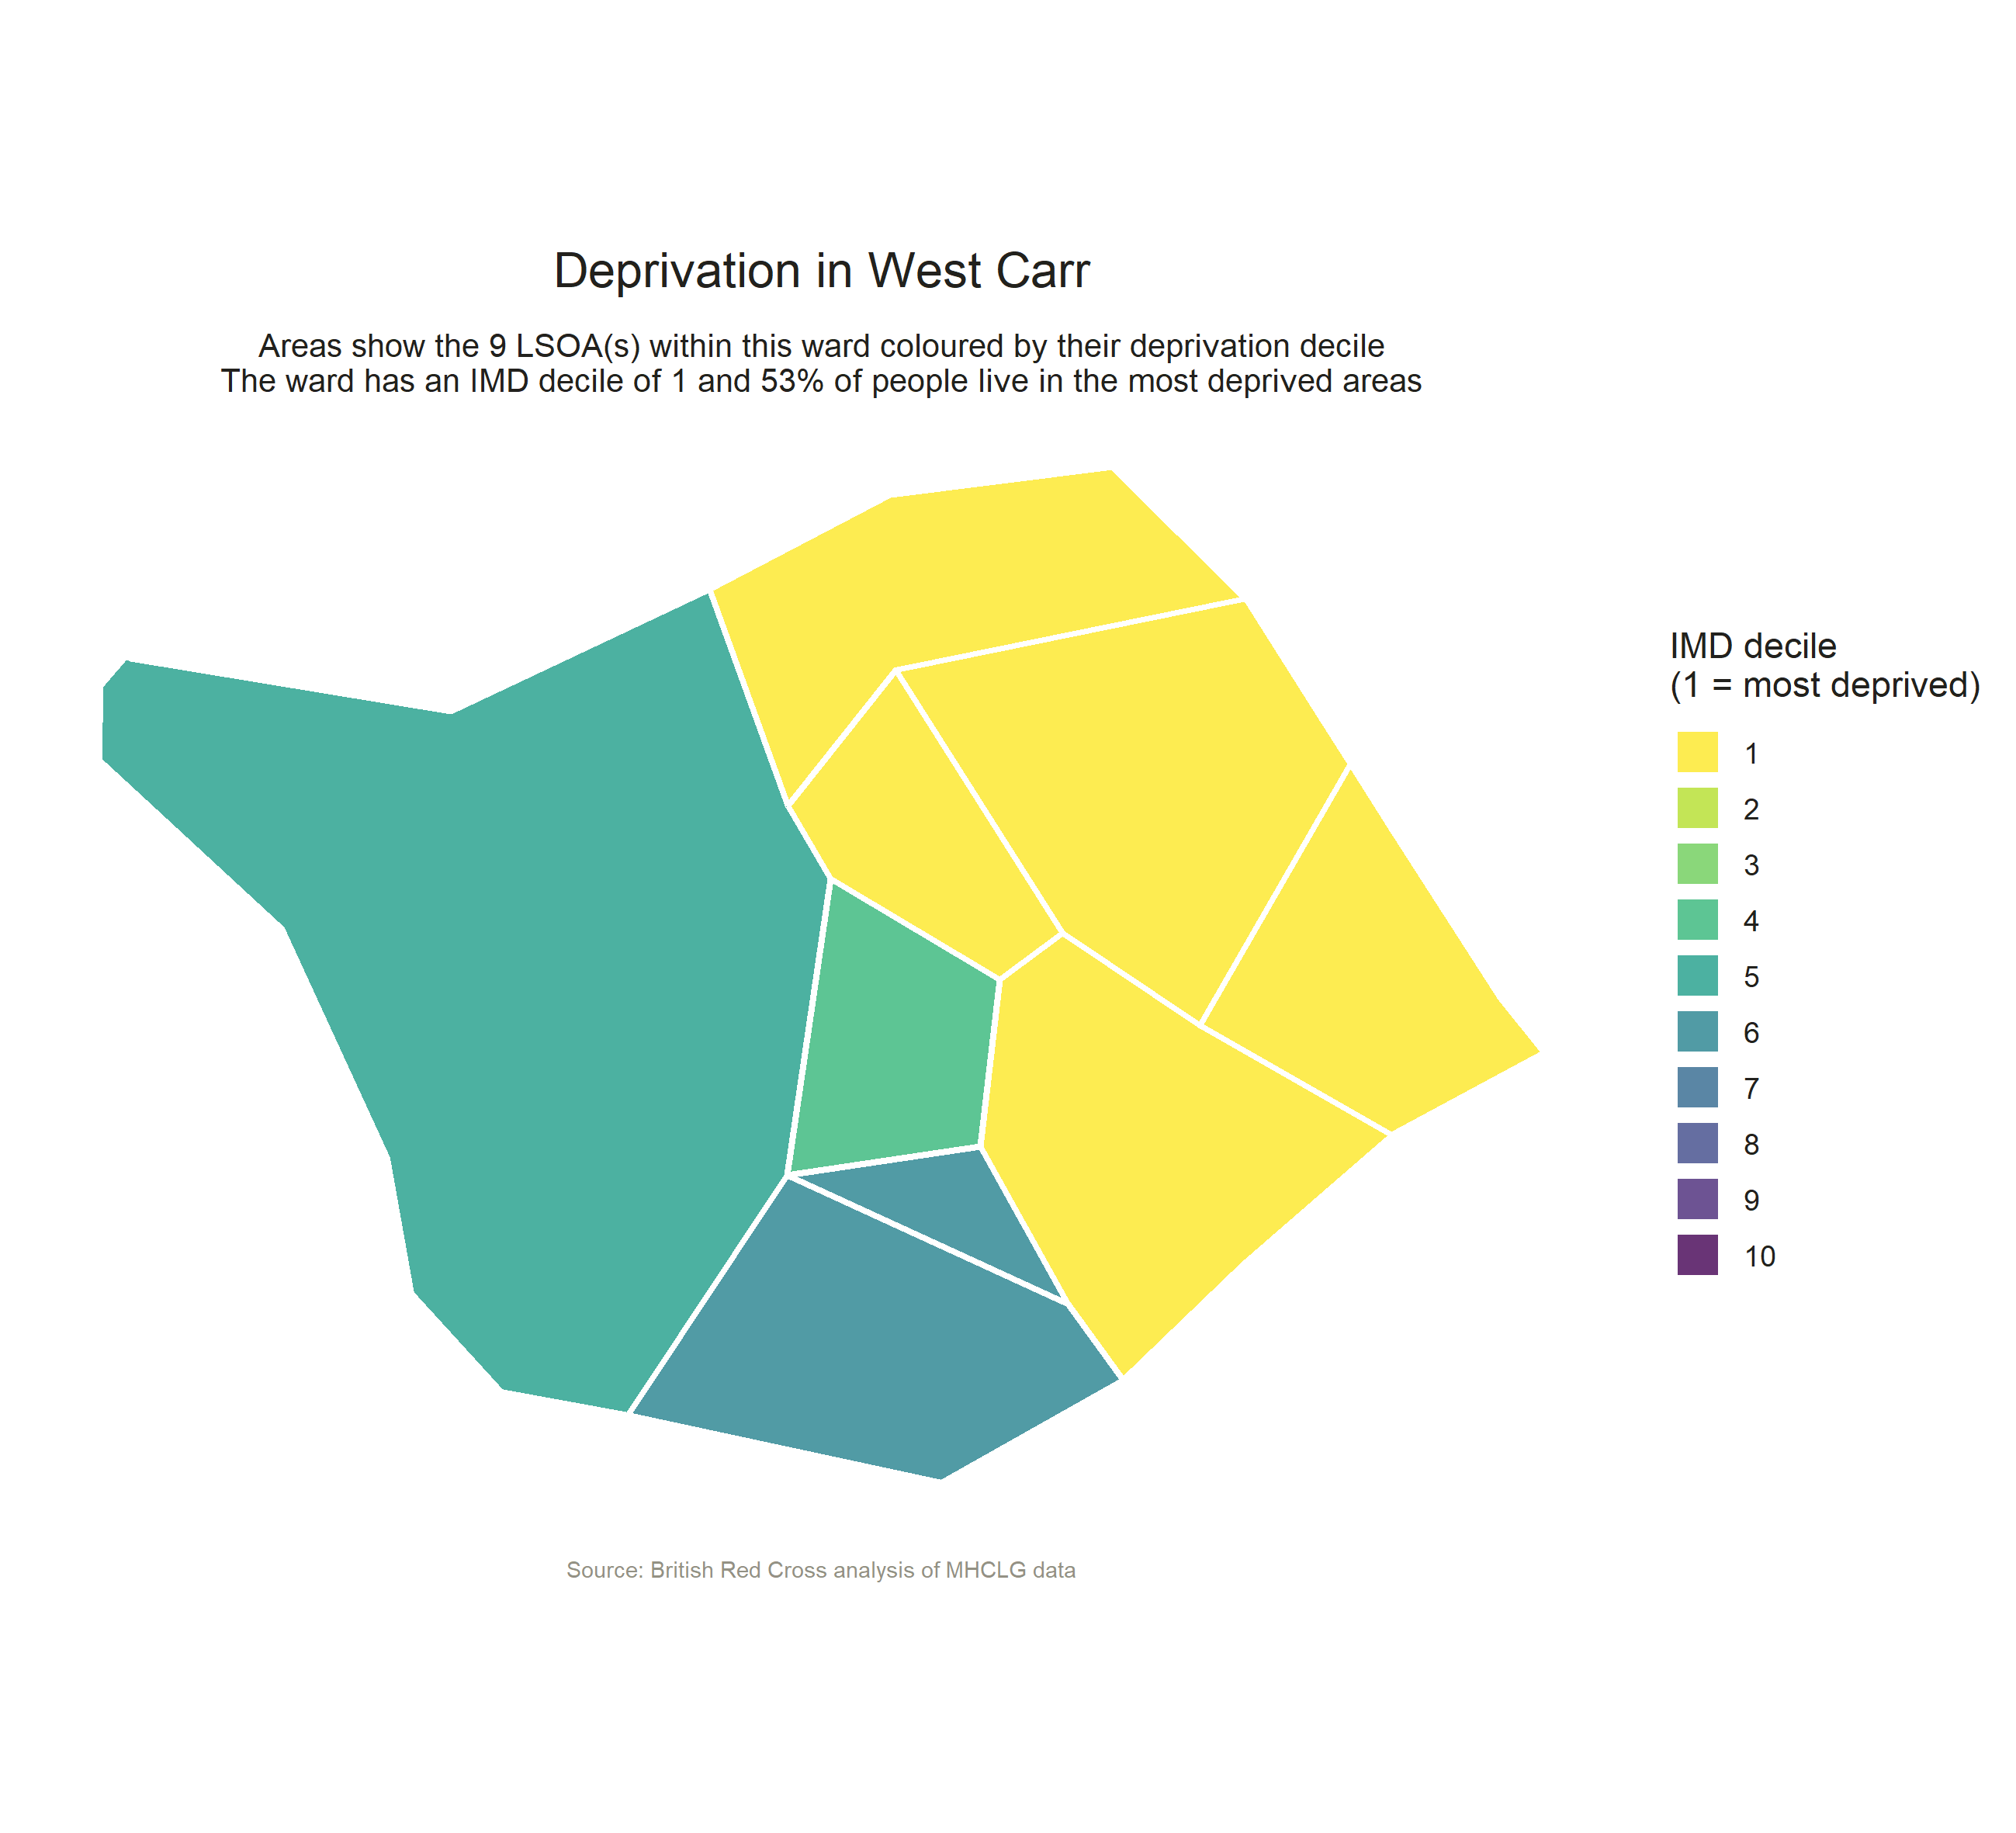 Deprivation in West Carr
Areas show the 9 LSOA(s) within this ward coloured by their deprivation decile
The ward has an IMD decile of 1 and 53% of people live in the most deprived areas
IMD decile
(1 = most deprived)
1
2
3
4
5
6
7
8
9
10
Source: British Red Cross analysis of MHCLG data